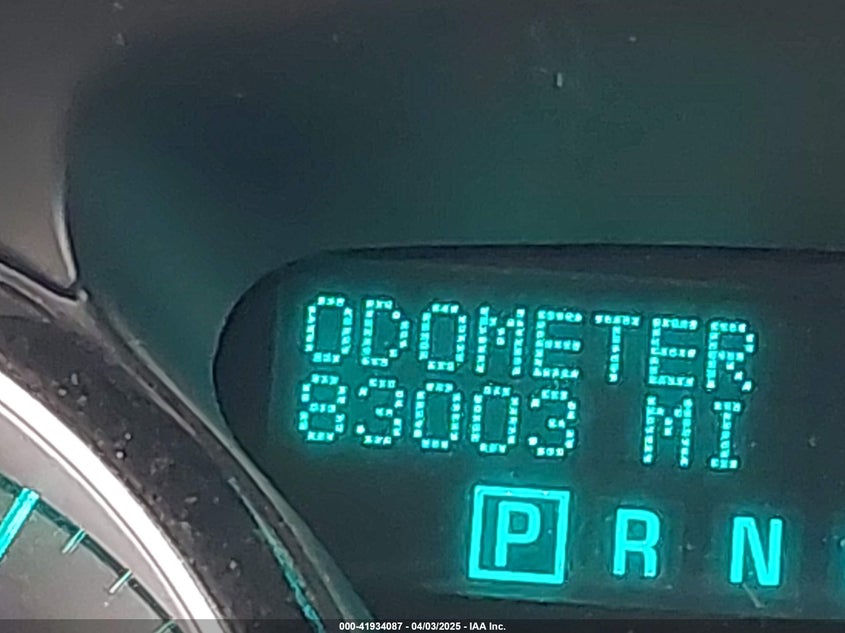 ODOMETER
83003 MI
P R N
000-41934087 - 04/03/2025 - IAA Inc.